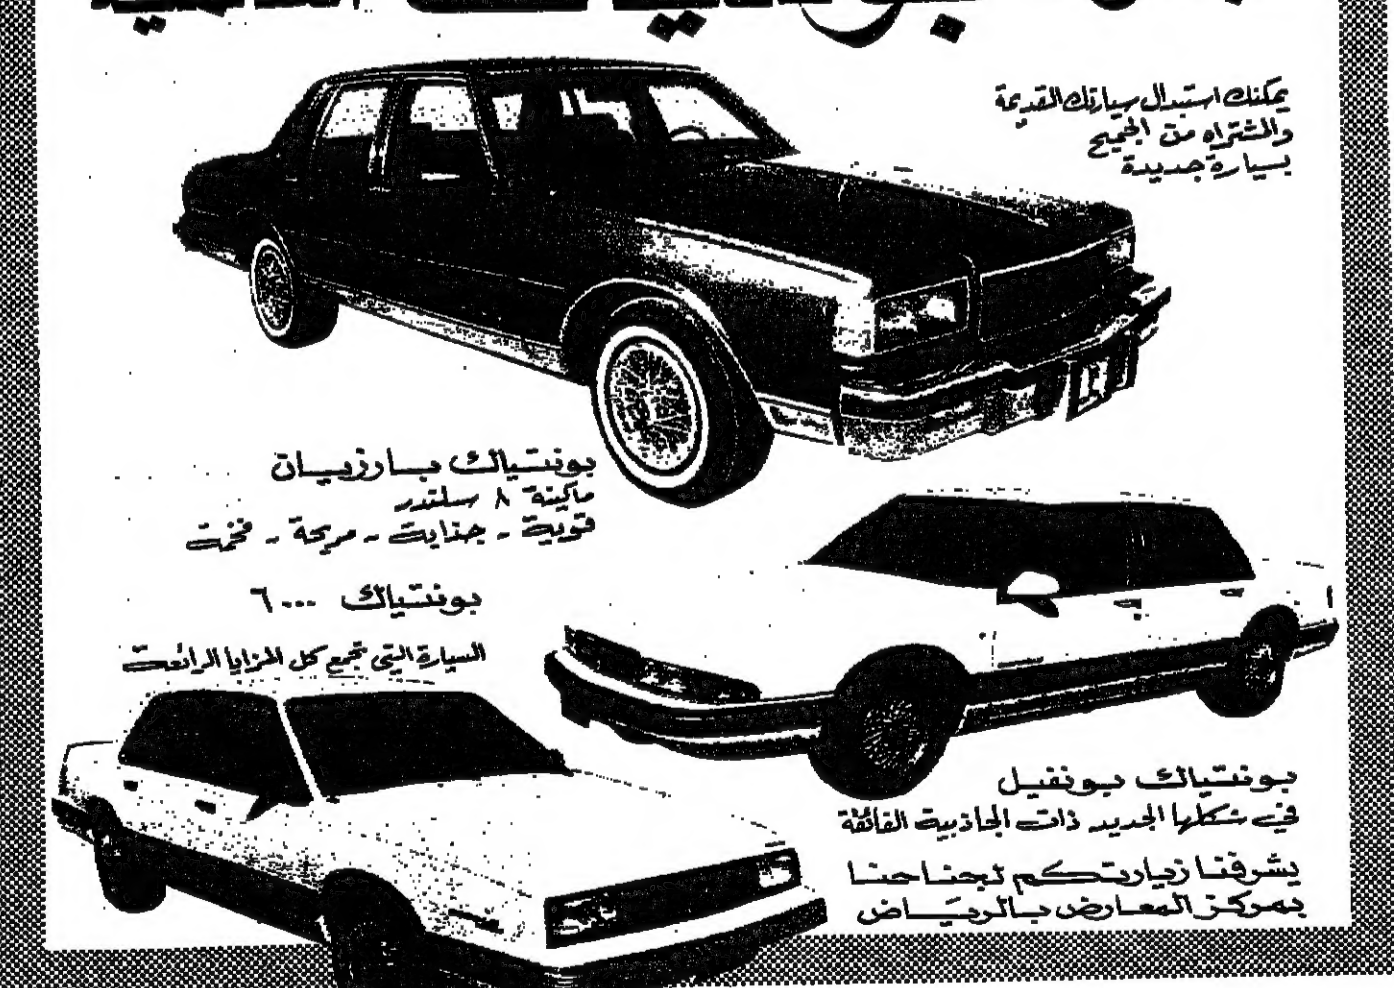 يمكنك استبدال سيارتك القديمة
من الجميح
بسيارة جديدة
بونتياك باريزيان
ماكينة ٨ سلندر
قوية - جذابة - مريحة - فخمة
بونتياك ٦٠٠٠
السيارة التي تجمع كل المزايا الرائعة
بونتياك بونفيل
في شكلها الجديد ذات الجاذبية الفائقة
يشرفنا زيارتكم لجناحنا
بمركز المعارض بالرياض